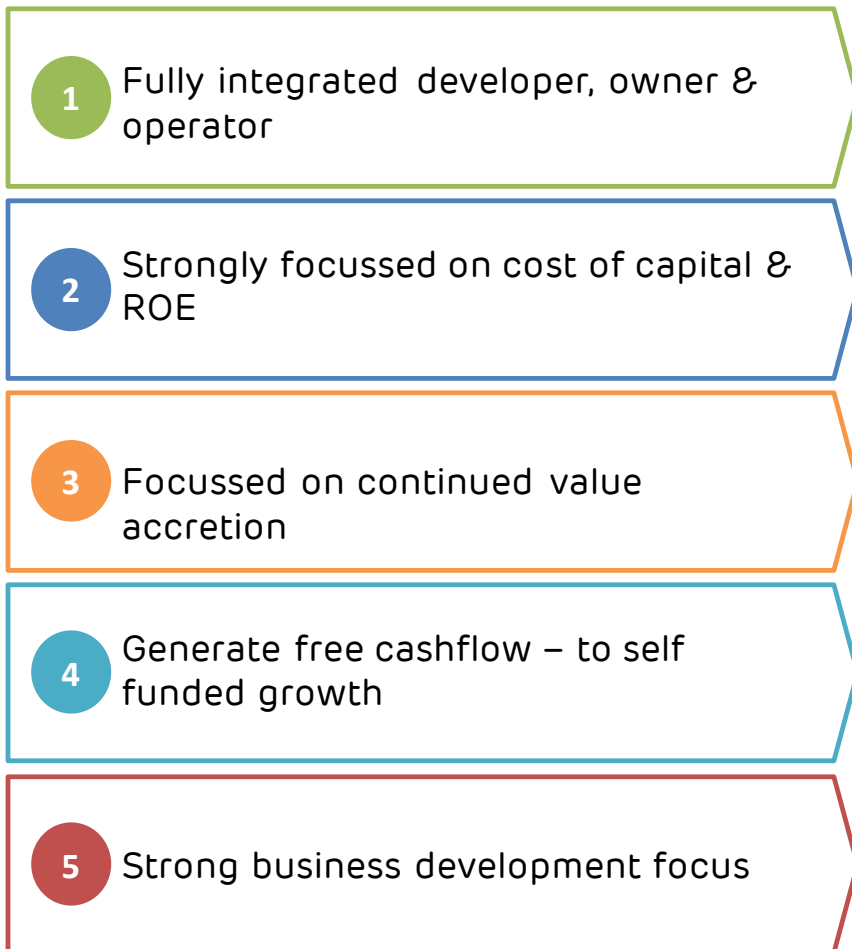 1
Fully integrated developer, owner &
operator
2
Strongly focussed on cost of capital &
ROE
3
Focussed on continued value
accretion
4
Generate free cashflow – to self
funded growth
5
Strong business development focus